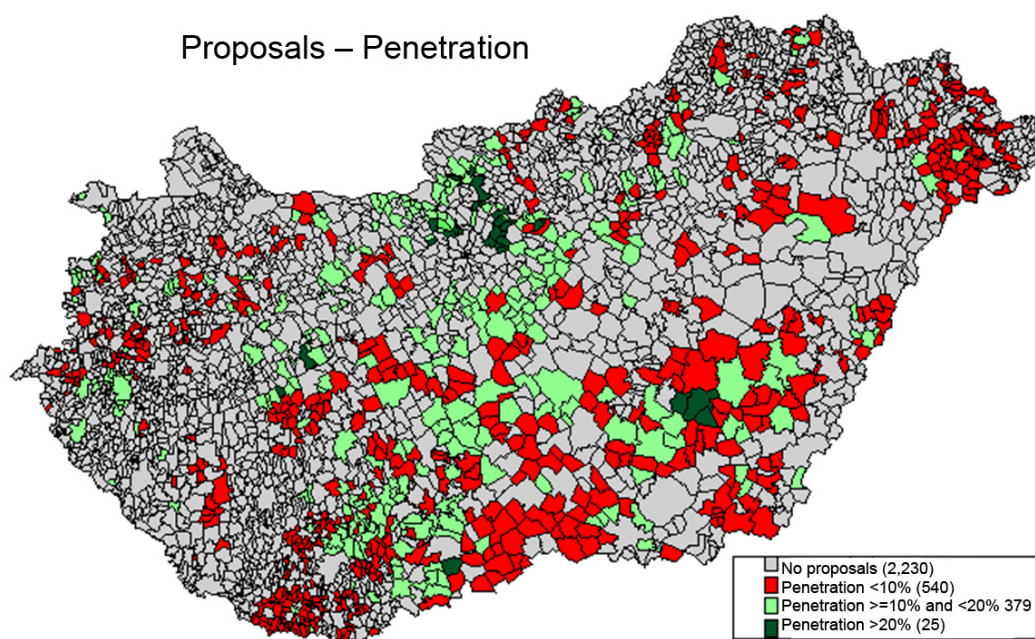 Proposals – Penetration
No proposals (2,230)
Penetration <10% (540)
Penetration >=10% and <20% 379
Penetration >20% (25)